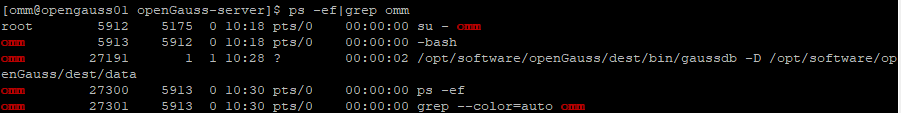 [omm@opengauss01 openGauss-server]$ ps -ef|grep omm
root        5912    5175  0 10:18 pts/0    00:00:00 su - omm
omm         5913    5912  0 10:18 pts/0    00:00:00 -bash
omm        27191       1  1 10:28 ?        00:00:02 /opt/software/openGauss/dest/bin/gaussdb -D /opt/software/op
enGauss/dest/data
omm        27300    5913  0 10:30 pts/0    00:00:00 ps -ef
omm        27301    5913  0 10:30 pts/0    00:00:00 grep --color=auto omm